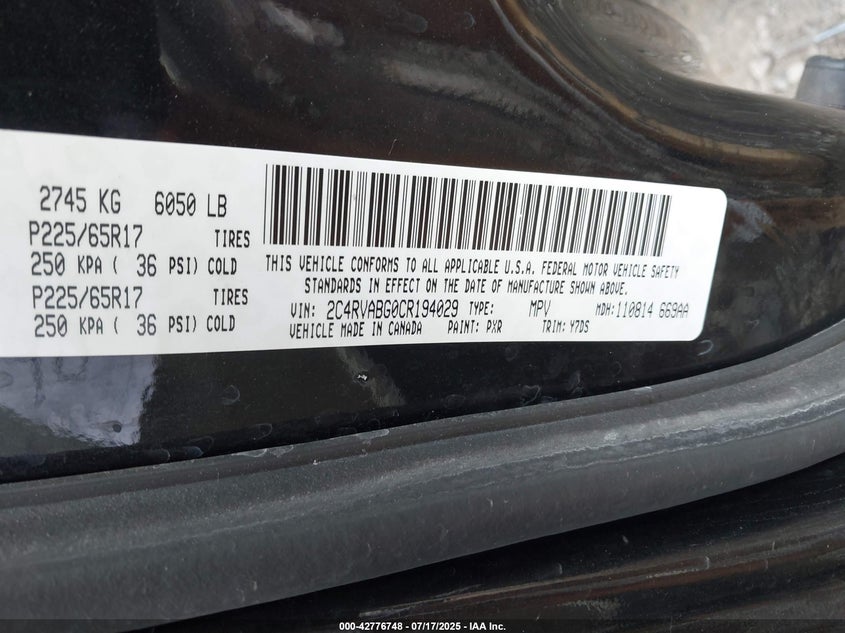 2745 KG 6050 LB
P225/65R17 TIRES
250 KPA ( 36 PSI) COLD
P225/65R17 TIRES
250 KPA ( 36 PSI) COLD
THIS VEHICLE CONFORMS TO ALL APPLICABLE U.S.A. FEDERAL MOTOR VEHICLE SAFETY
STANDARDS IN EFFECT ON THE DATE OF MANUFACTURE SHOWN ABOVE.
VIN: 2C4RVABG0CR194029 TYPE: MPV MDH: 110814 669AA
VEHICLE MADE IN CANADA PAINT: PXR TRIM: Y7DS
000-42776748 - 07/17/2025 - IAA Inc.